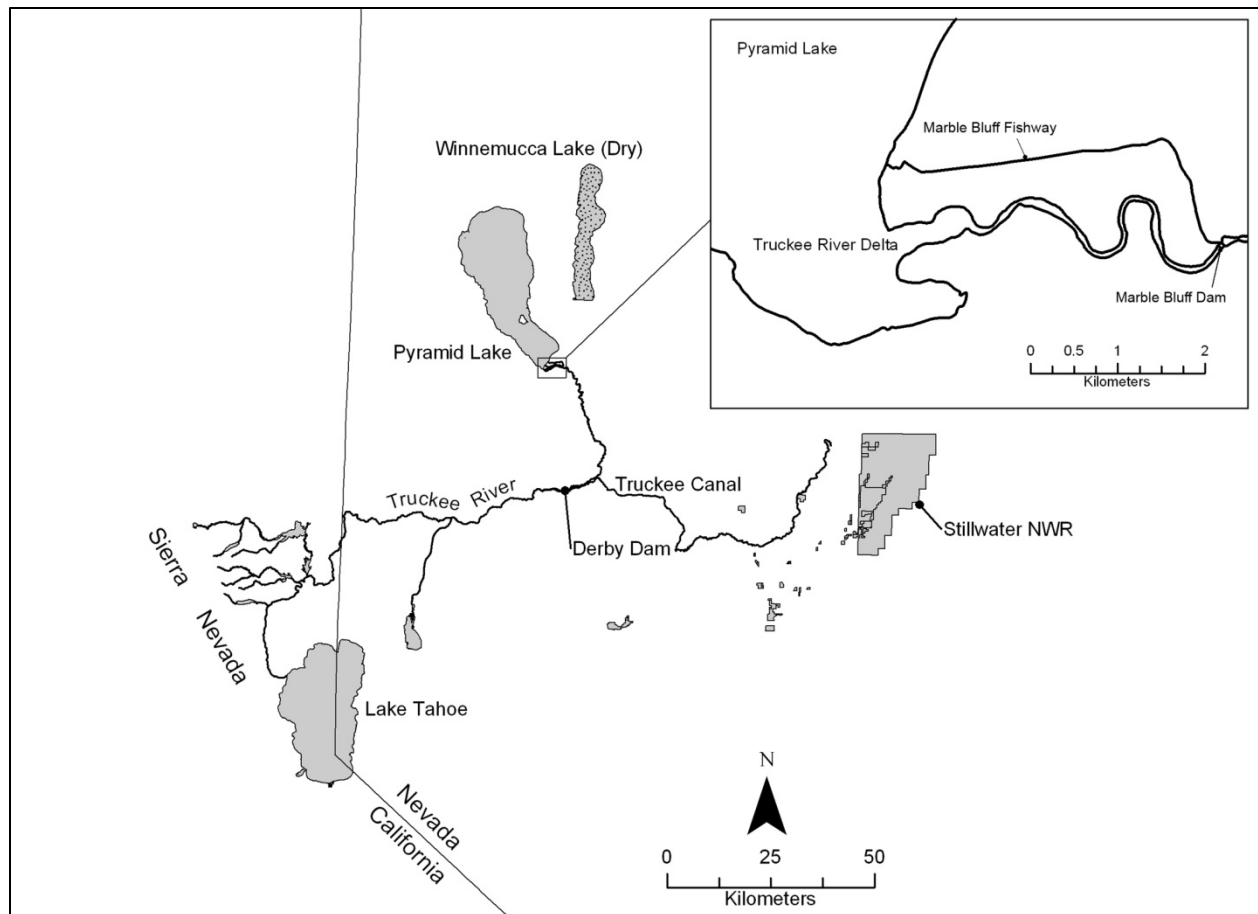 Pyramid Lake
Marble Bluff Fishway
Truckee River Delta
Marble Bluff Dam
0 0.5 1 2
Kilometers
Winnemucca Lake (Dry)
Pyramid Lake
Truckee River
Truckee Canal
Derby Dam
Stillwater NWR
Sierra Nevada
Lake Tahoe
Nevada
California
N
0 25 50
Kilometers